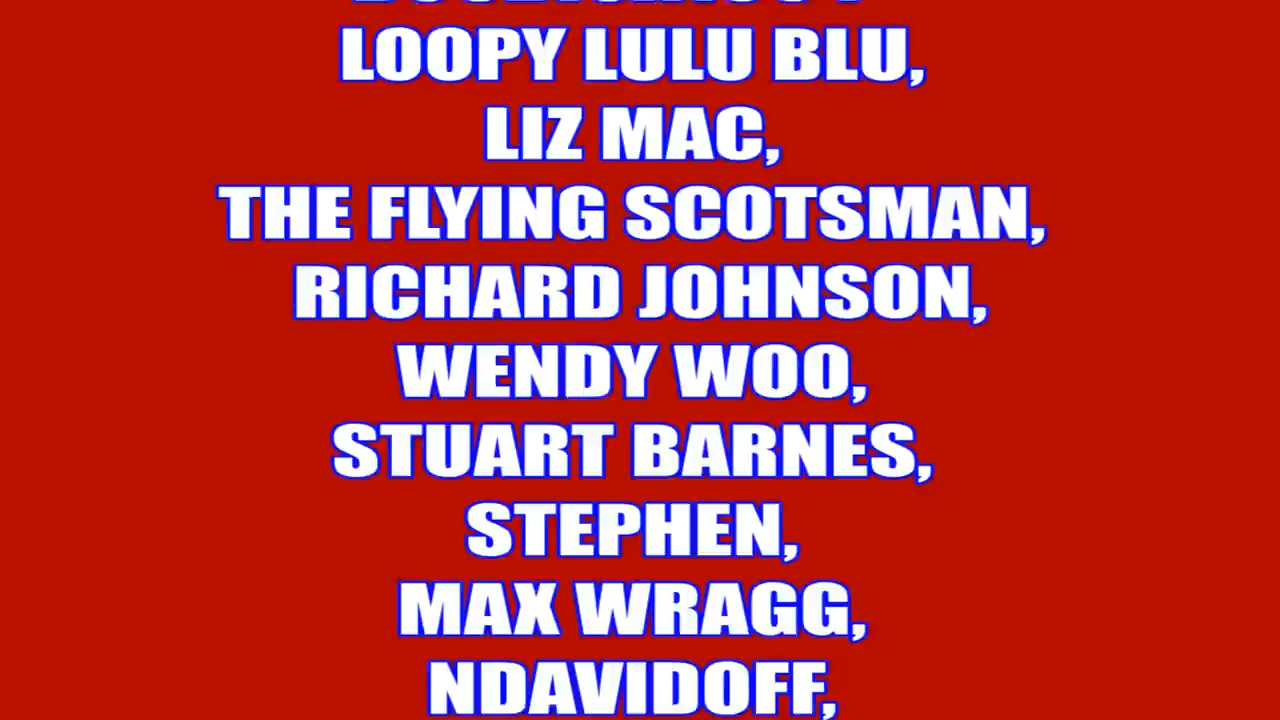 LOOPY LULU BLU,
LIZ MAC,
THE FLYING SCOTSMAN,
RICHARD JOHNSON,
WENDY WOO,
STUART BARNES,
STEPHEN,
MAX WRAGG,
NDAVIDOFF,